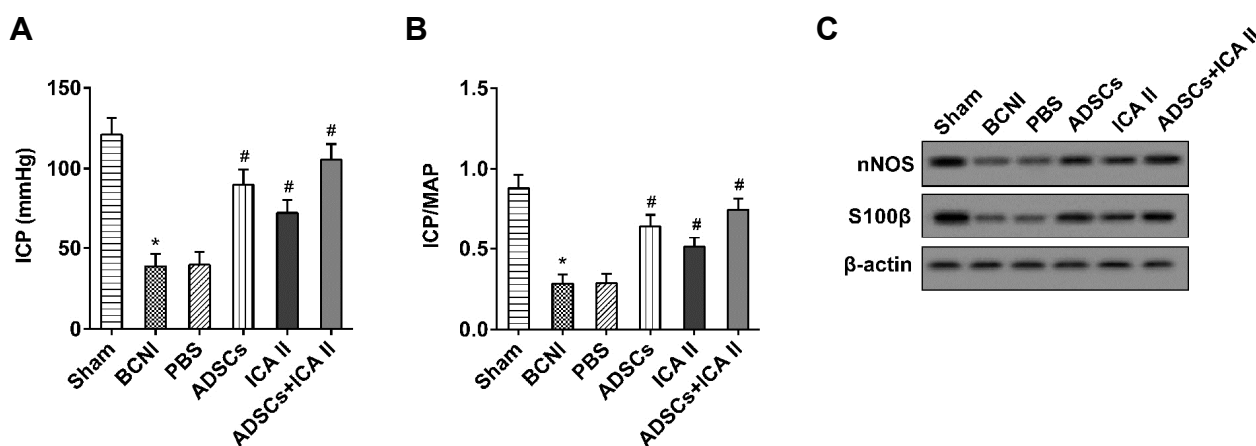 A
ICP (mmHg)
150
100
50
0
*
#
#
#
Sham
BCNI
PBS
ADSCs
ICA II
ADSCs+ICA II
B
ICP/MAP
1.5
1.0
0.5
0.0
*
#
#
#
Sham
BCNI
PBS
ADSCs
ICA II
ADSCs+ICA II
C
Sham
BCNI
PBS
ADSCs
ICA II
ADSCs+ICA II
nNOS
S100β
β-actin